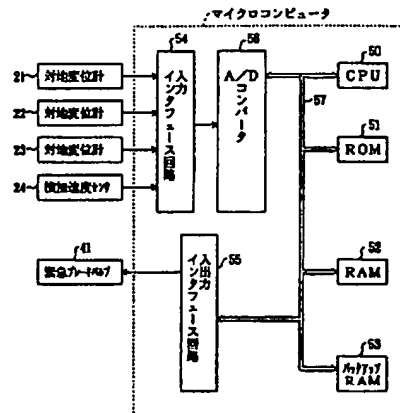 マイクロコンピュータ
54
56
50
21
対地変位計
入力インタフェース回路
A/Dコンバータ
CPU
57
22
対地変位計
51
23
対地変位計
ROM
24
横加速度センサ
55
41
緊急ブレーキバルブ
入出力インタフェース回路
52
RAM
53
バックアップ
RAM